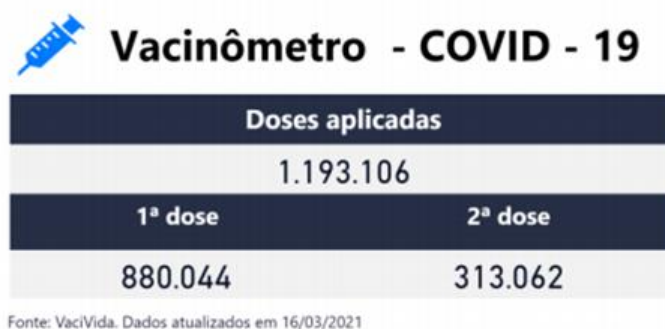 Vacinômetro - COVID - 19
Doses aplicadas
1.193.106
1ª dose 2ª dose
880.044 313.062
Fonte: VaciVida. Dados atualizados em 16/03/2021